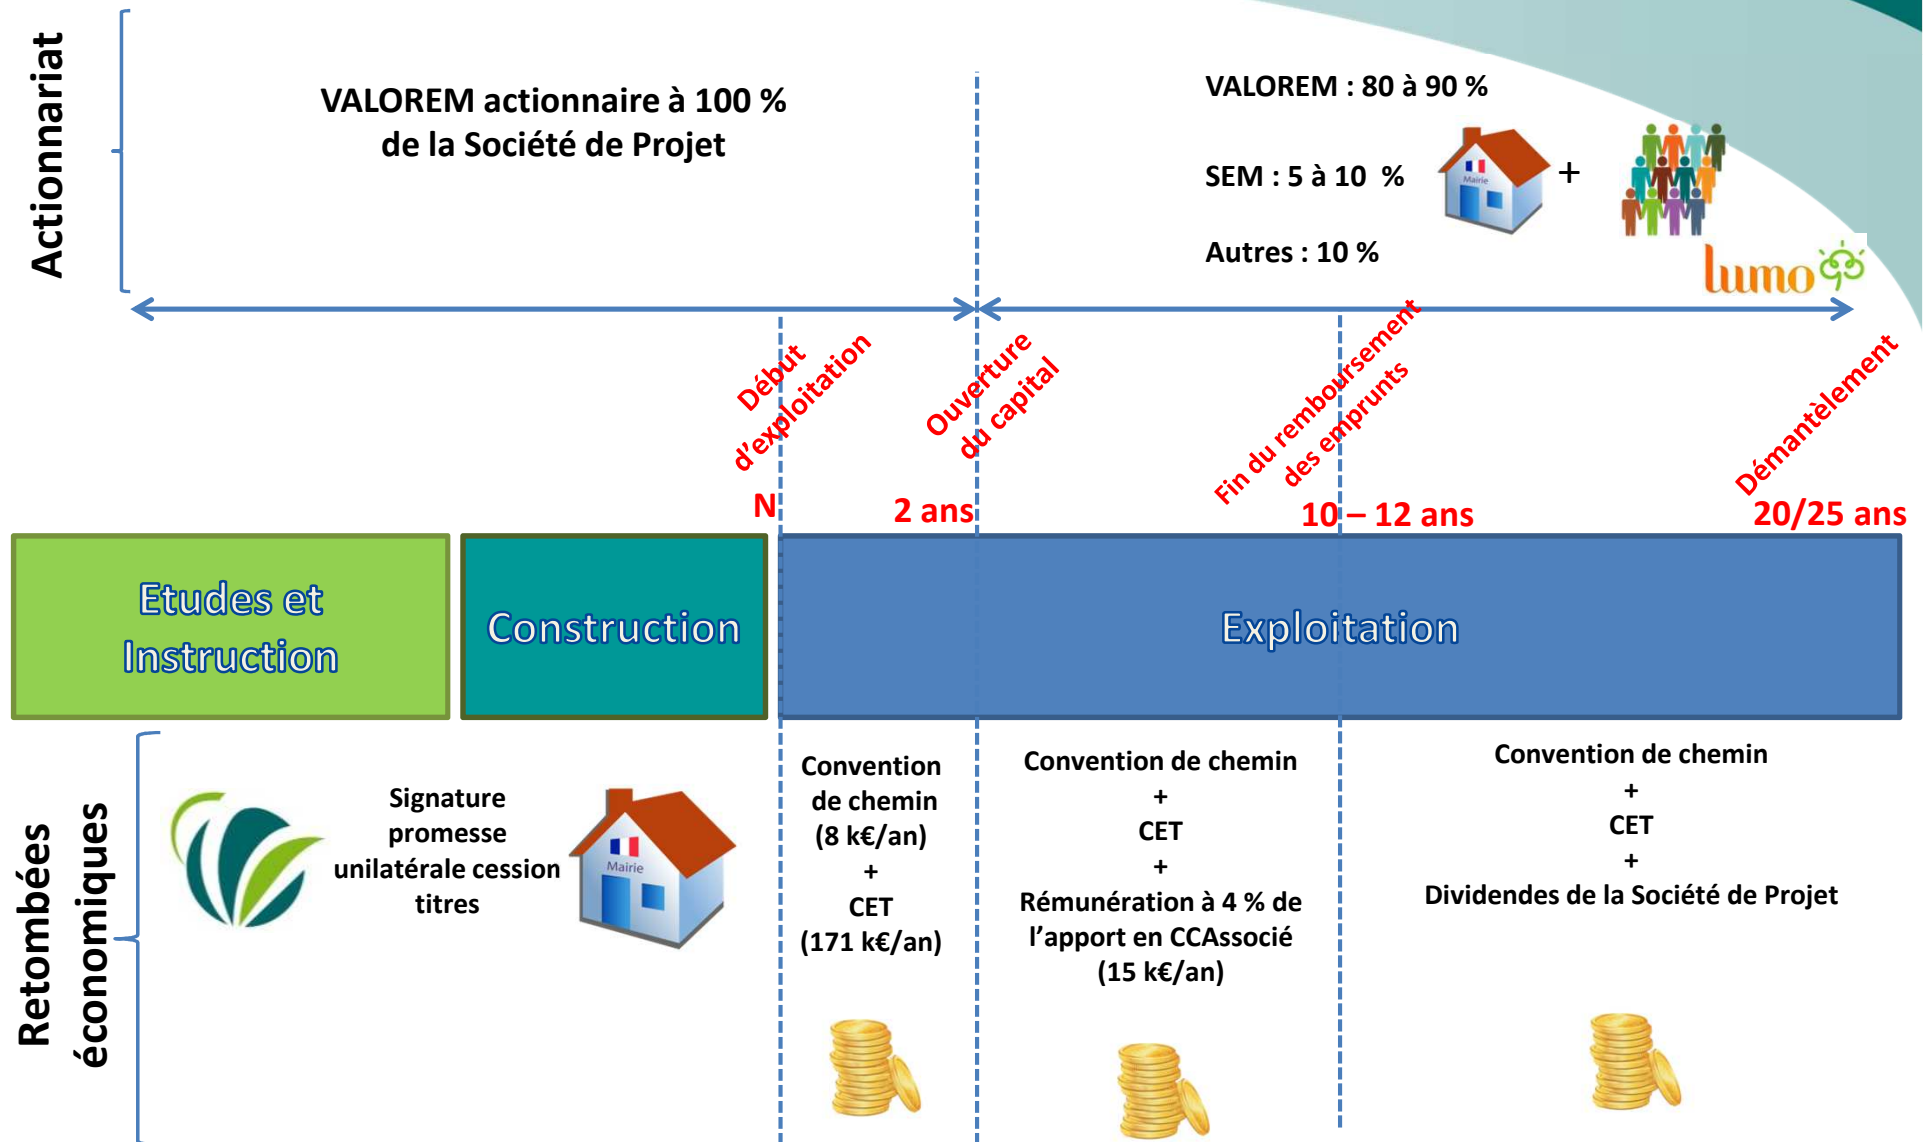 Actionnariat
VALOREM actionnaire à 100 %
de la Société de Projet
VALOREM : 80 à 90 %
SEM : 5 à 10 %
Mairie
+
Autres : 10 %
lumo
Début
d'exploitation
Ouverture
du capital
Fin du remboursement
des emprunts
Démantèlement
N
2 ans
10 – 12 ans
20/25 ans
Etudes et
Instruction
Construction
Exploitation
Retombées
économiques
Signature
promesse
unilatérale cession
titres
Mairie
Convention
de chemin
(8 k€/an)
+
CET
(171 k€/an)
Convention de chemin
+
CET
+
Rémunération à 4 % de
l'apport en CCAssocié
(15 k€/an)
Convention de chemin
+
CET
+
Dividendes de la Société de Projet